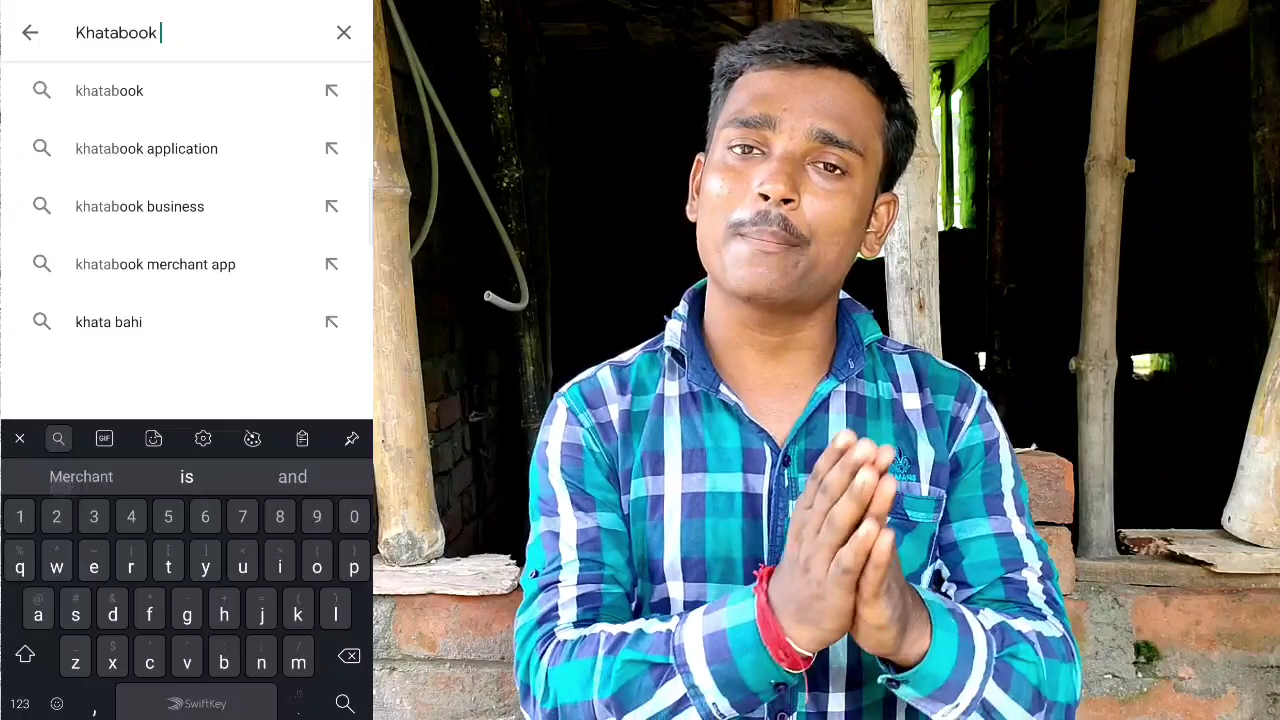 Khatabook
khatabook
khatabook application
khatabook business
khatabook merchant app
khata bahi
GIF
Merchant is and
1 2 3 4 5 6 7 8 9 0
% ^ ~ | [ ] < > { }
q w e r t y u i o p
@ # & * - + = ( )
a s d f g h j k l
_ $ " ' : ; /
z x c v b n m
123 , SwiftKey .